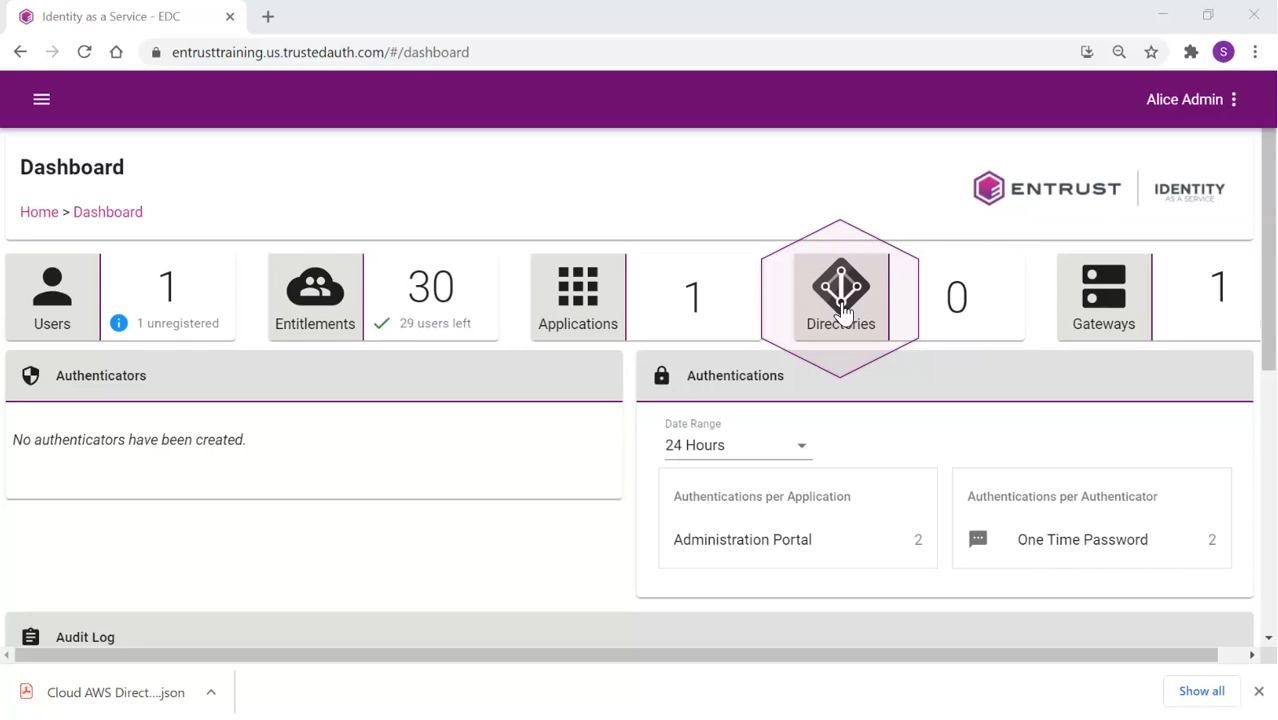 Identity as a Service - EDC
entrusttraining.us.trustedauth.com/#/dashboard
S
Alice Admin
Dashboard
Home > Dashboard
ENTRUST
IDENTITY
AS A SERVICE
Users
1
1 unregistered
Entitlements
30
29 users left
Applications
1
Directories
0
Gateways
1
Authenticators
No authenticators have been created.
Authentications
Date Range
24 Hours
Authentications per Application
Administration Portal 2
Authentications per Authenticator
One Time Password 2
Audit Log
Cloud AWS Direct....json
Show all